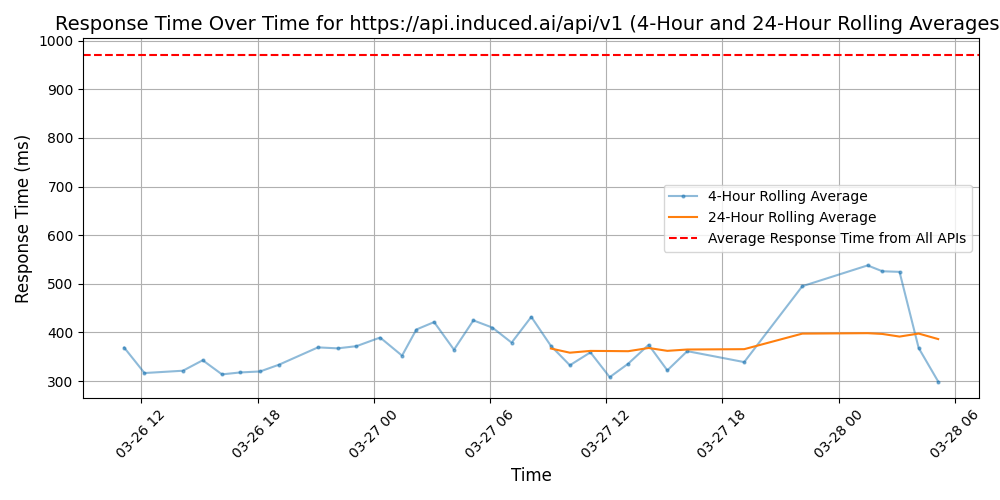 Response Time Over Time for https://api.induced.ai/api/v1 (4-Hour and 24-Hour Rolling Averages
Response Time (ms)
1000
900
800
700
600
500
400
300
4-Hour Rolling Average
24-Hour Rolling Average
Average Response Time from All APIs
03-26 12
03-26 18
03-27 00
03-27 06
03-27 12
03-27 18
03-28 00
03-28 06
Time